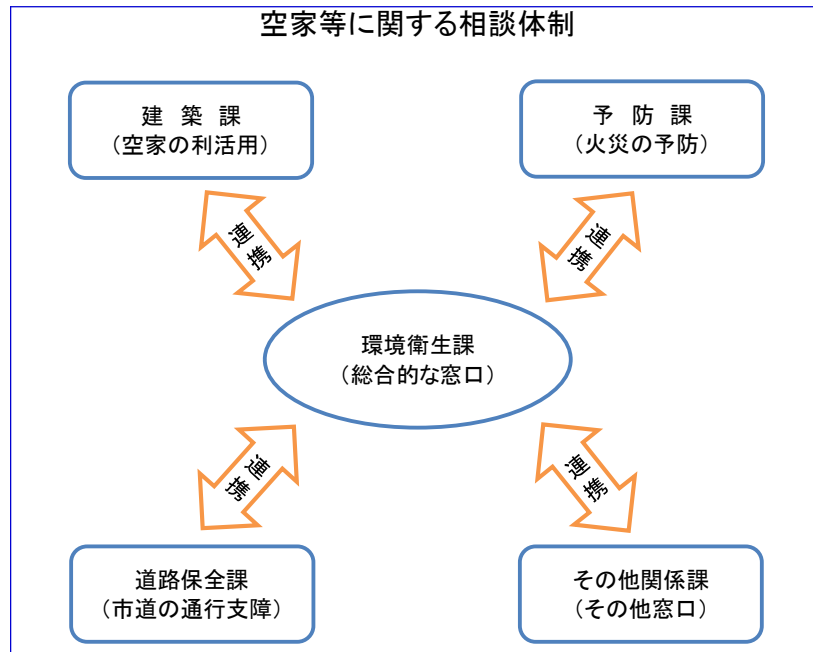 空家等に関する相談体制
建 築 課
（空家の利活用）
予 防 課
（火災の予防）
連携
連携
環境衛生課
（総合的な窓口）
連携
連携
道路保全課
（市道の通行支障）
その他関係課
（その他窓口）